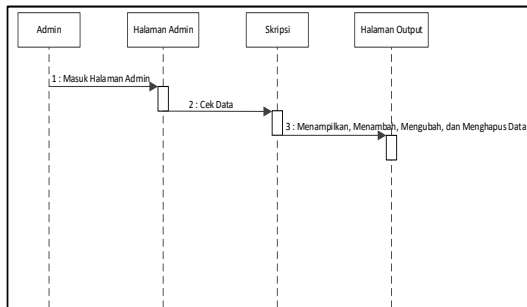 Admin
Halaman Admin
Skripsi
Halaman Output
1 : Masuk Halaman Admin
2 : Cek Data
3 : Menampilkan, Menambah, Mengubah, dan Menghapus Data